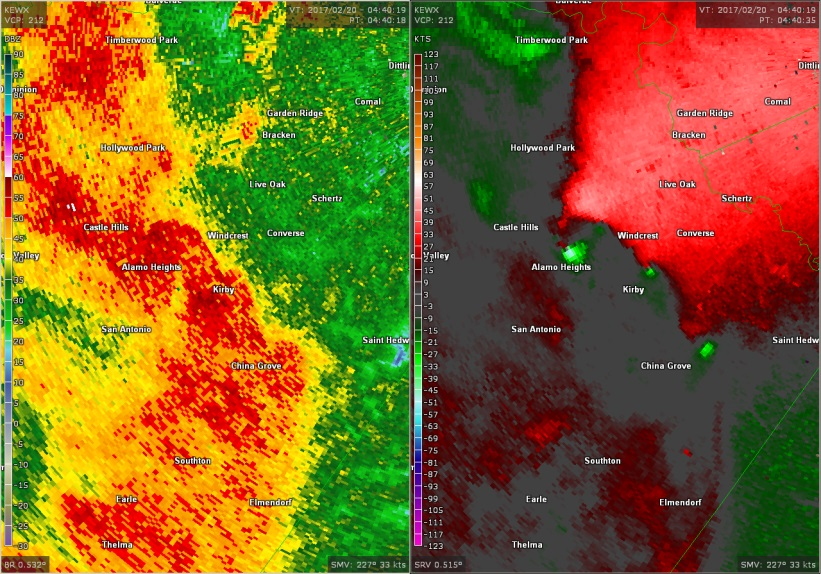 KEWX
VCP: 212
VT: 2017/02/20 - 04:40:19
PT: 04:40:18
DBZ
90
85
80
75
70
65
60
55
50
45
40
35
30
25
20
15
10
5
0
-5
-10
-15
-20
-25
-30
Timberwood Park
Dittlin
Dominion
Comal
Garden Ridge
Bracken
Hollywood Park
Live Oak
Schertz
Castle Hills
Windcrest
Converse
Valley
Alamo Heights
Kirby
San Antonio
Saint Hedw
China Grove
Southton
Earle
Elmendorf
Thelma
BR 0.532°
SMV: 227° 33 kts
KEWX
VCP: 212
Bulverde
VT: 2017/02/20 - 04:40:19
PT: 04:40:35
KTS
123
117
111
105
99
93
87
81
75
69
63
57
51
45
39
33
27
21
15
9
3
-3
-9
-15
-21
-27
-33
-39
-45
-51
-57
-63
-69
-75
-81
-87
-93
-99
-105
-111
-117
-123
Timberwood Park
Dittlin
Dominion
Comal
Garden Ridge
Bracken
Hollywood Park
Live Oak
Schertz
Castle Hills
Windcrest
Converse
Valley
Alamo Heights
Kirby
San Antonio
Saint Hedw
China Grove
Southton
Earle
Elmendorf
Thelma
SRV 0.515°
SMV: 227° 33 kts